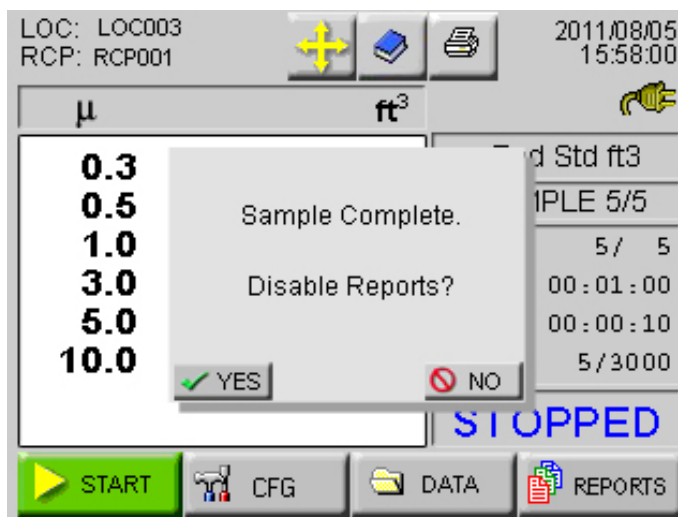 LOC: LOC003
RCP: RCP001
2011/08/05
15:58:00
μ ft³
0.3
0.5
1.0
3.0
5.0
10.0
Std ft3
5/5
5/ 5
00:01:00
00:00:10
5/3000
STOPPED
Sample Complete.
Disable Reports?
YES NO
START CFG DATA REPORTS